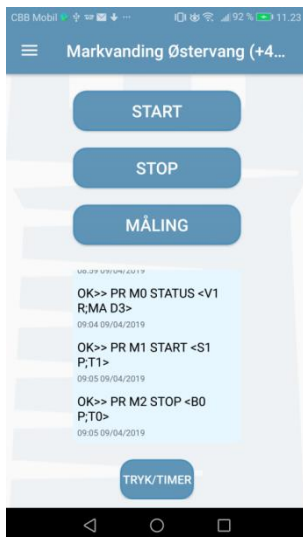 CBB Mobil 92 % 11.23
Markvanding Østervang (+4...
START
STOP
MÅLING
08:59 09/04/2019
OK>> PR M0 STATUS <V1
R;MA D3>
09:04 09/04/2019
OK>> PR M1 START <S1
P;T1>
09:05 09/04/2019
OK>> PR M2 STOP <B0
P;T0>
09:05 09/04/2019
TRYK/TIMER